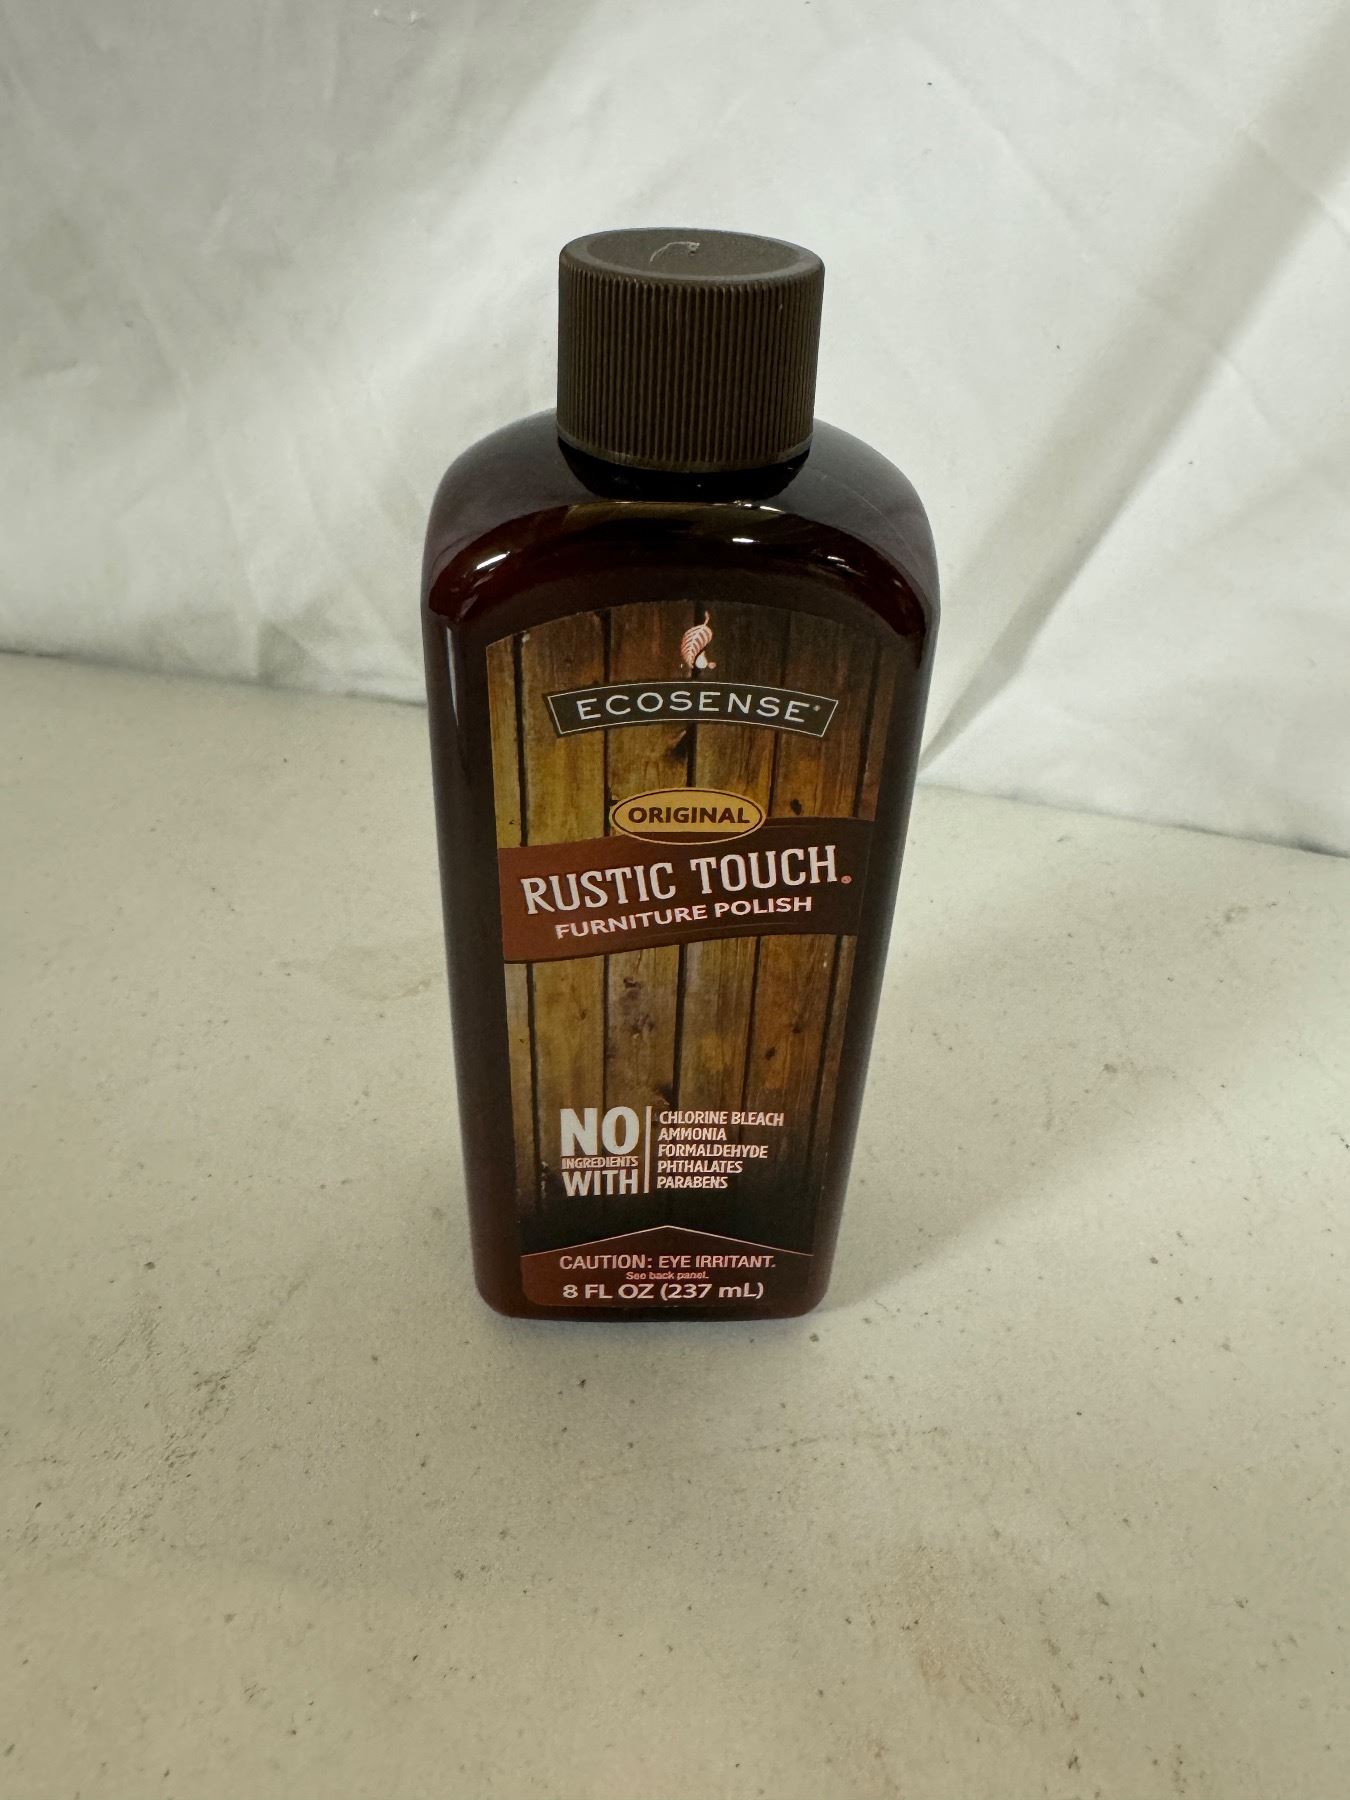 ECOSENSE®
ORIGINAL
RUSTIC TOUCH®
FURNITURE POLISH
NO INGREDIENTS WITH
CHLORINE BLEACH
AMMONIA
FORMALDEHYDE
PHTHALATES
PARABENS
CAUTION: EYE IRRITANT.
See back panel.
8 FL OZ (237 mL)